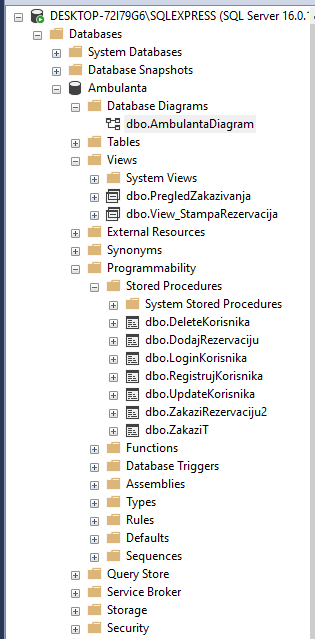 DESKTOP-72I79G6\SQLEXPRESS (SQL Server 16.0.
Databases
System Databases
Database Snapshots
Ambulanta
Database Diagrams
dbo.AmbulantaDiagram
Tables
Views
System Views
dbo.PregledZakazivanja
dbo.View_StampaRezervacija
External Resources
Synonyms
Programmability
Stored Procedures
System Stored Procedures
dbo.DeleteKorisnika
dbo.DodajRezervaciju
dbo.LoginKorisnika
dbo.RegistrujKorisnika
dbo.UpdateKorisnika
dbo.ZakaziRezervaciju2
dbo.ZakaziT
Functions
Database Triggers
Assemblies
Types
Rules
Defaults
Sequences
Query Store
Service Broker
Storage
Security